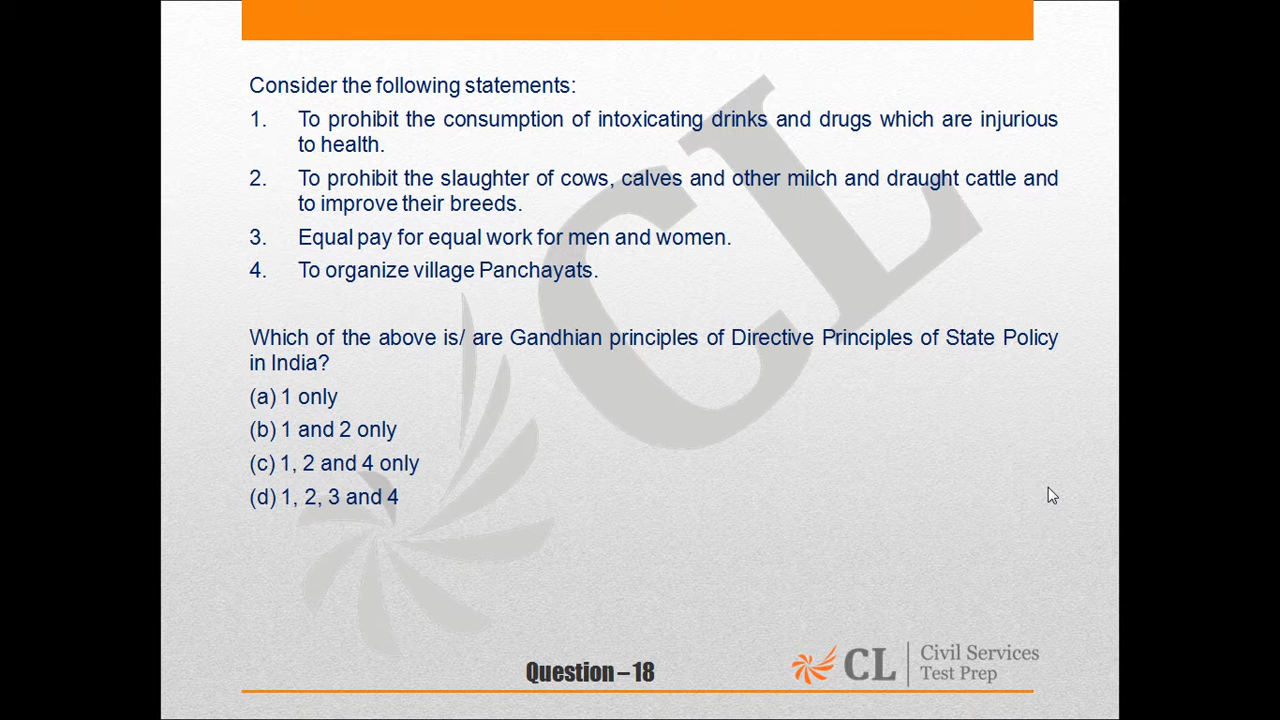 Consider the following statements:
1. To prohibit the consumption of intoxicating drinks and drugs which are injurious
to health.
2. To prohibit the slaughter of cows, calves and other milch and draught cattle and
to improve their breeds.
3. Equal pay for equal work for men and women.
4. To organize village Panchayats.
Which of the above is/ are Gandhian principles of Directive Principles of State Policy
in India?
(a) 1 only
(b) 1 and 2 only
(c) 1, 2 and 4 only
(d) 1, 2, 3 and 4
CL
Question – 18
CL Civil Services
Test Prep